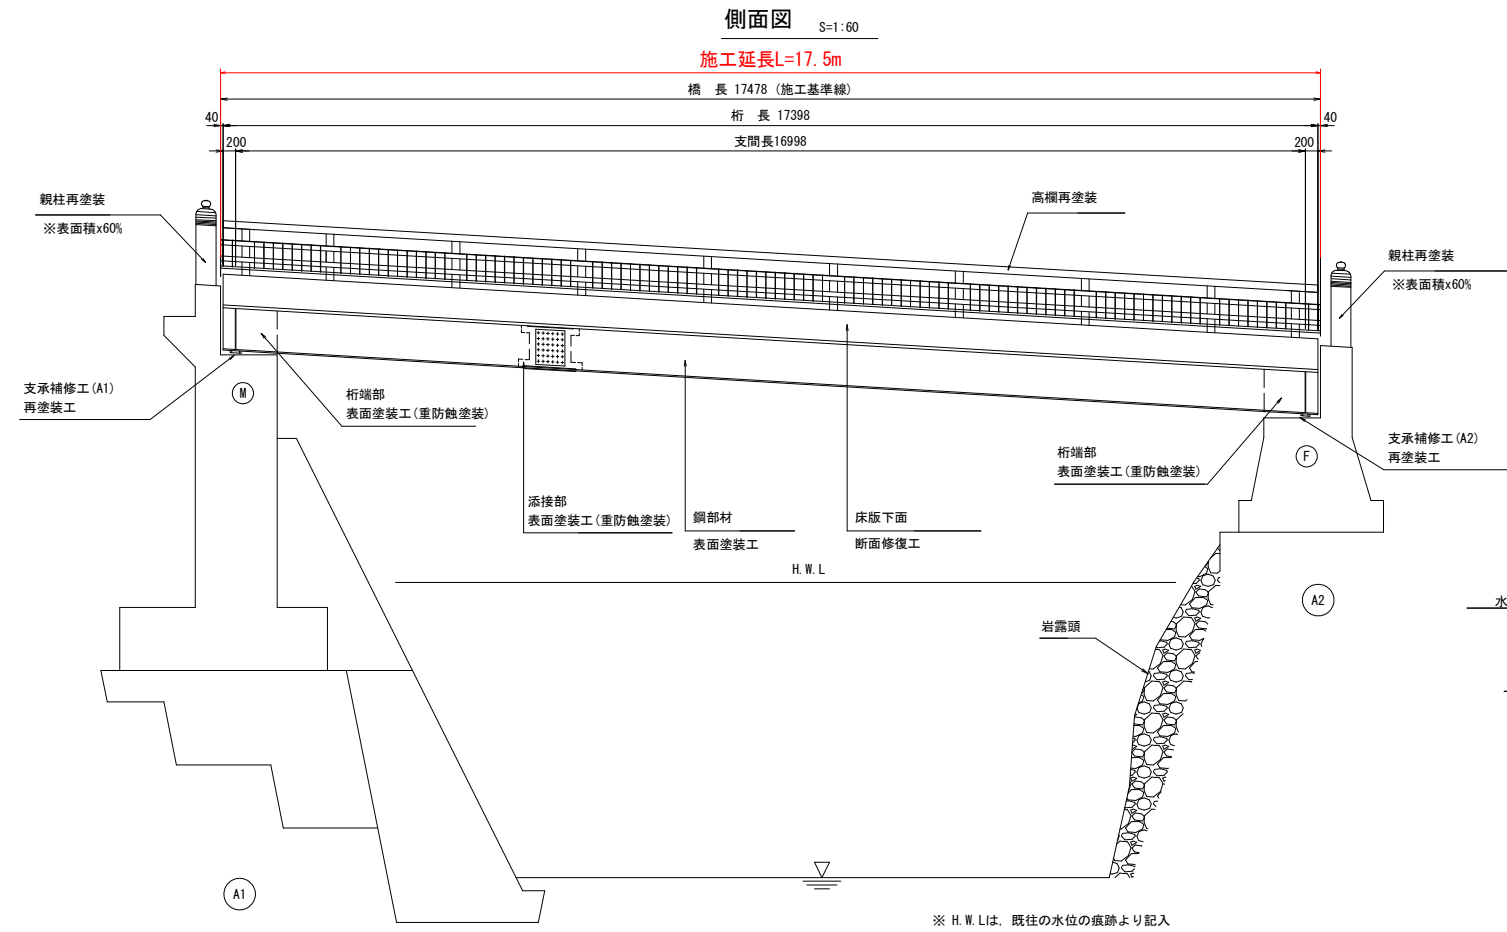 側面図 S=1:60
施工延長L=17.5m
橋 長 17478 (施工基準線)
40 桁 長 17398 40
200 支間長16998 200
親柱再塗装
※表面積x60%
高欄再塗装
親柱再塗装
※表面積x60%
支承補修工(A1)
再塗装工
M
桁端部
表面塗装工(重防蝕塗装)
添接部
表面塗装工(重防蝕塗装)
鋼部材
表面塗装工
床版下面
断面修復工
桁端部
表面塗装工(重防蝕塗装)
F
支承補修工(A2)
再塗装工
H.W.L
岩露頭
A2
水
A1
※ H.W.Lは, 既往の水位の痕跡より記入